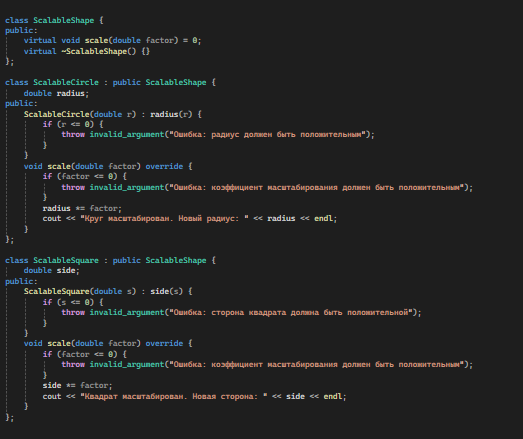 class ScalableShape {
public:
    virtual void scale(double factor) = 0;
    virtual ~ScalableShape() {}
};
class ScalableCircle : public ScalableShape {
    double radius;
public:
    ScalableCircle(double r) : radius(r) {
        if (r <= 0) {
            throw invalid_argument("Ошибка: радиус должен быть положительным");
        }
    }
    void scale(double factor) override {
        if (factor <= 0) {
            throw invalid_argument("Ошибка: коэффициент масштабирования должен быть положительным");
        }
        radius *= factor;
        cout << "Круг масштабирован. Новый радиус: " << radius << endl;
    }
};
class ScalableSquare : public ScalableShape {
    double side;
public:
    ScalableSquare(double s) : side(s) {
        if (s <= 0) {
            throw invalid_argument("Ошибка: сторона квадрата должна быть положительной");
        }
    }
    void scale(double factor) override {
        if (factor <= 0) {
            throw invalid_argument("Ошибка: коэффициент масштабирования должен быть положительным");
        }
        side *= factor;
        cout << "Квадрат масштабирован. Новая сторона: " << side << endl;
    }
};